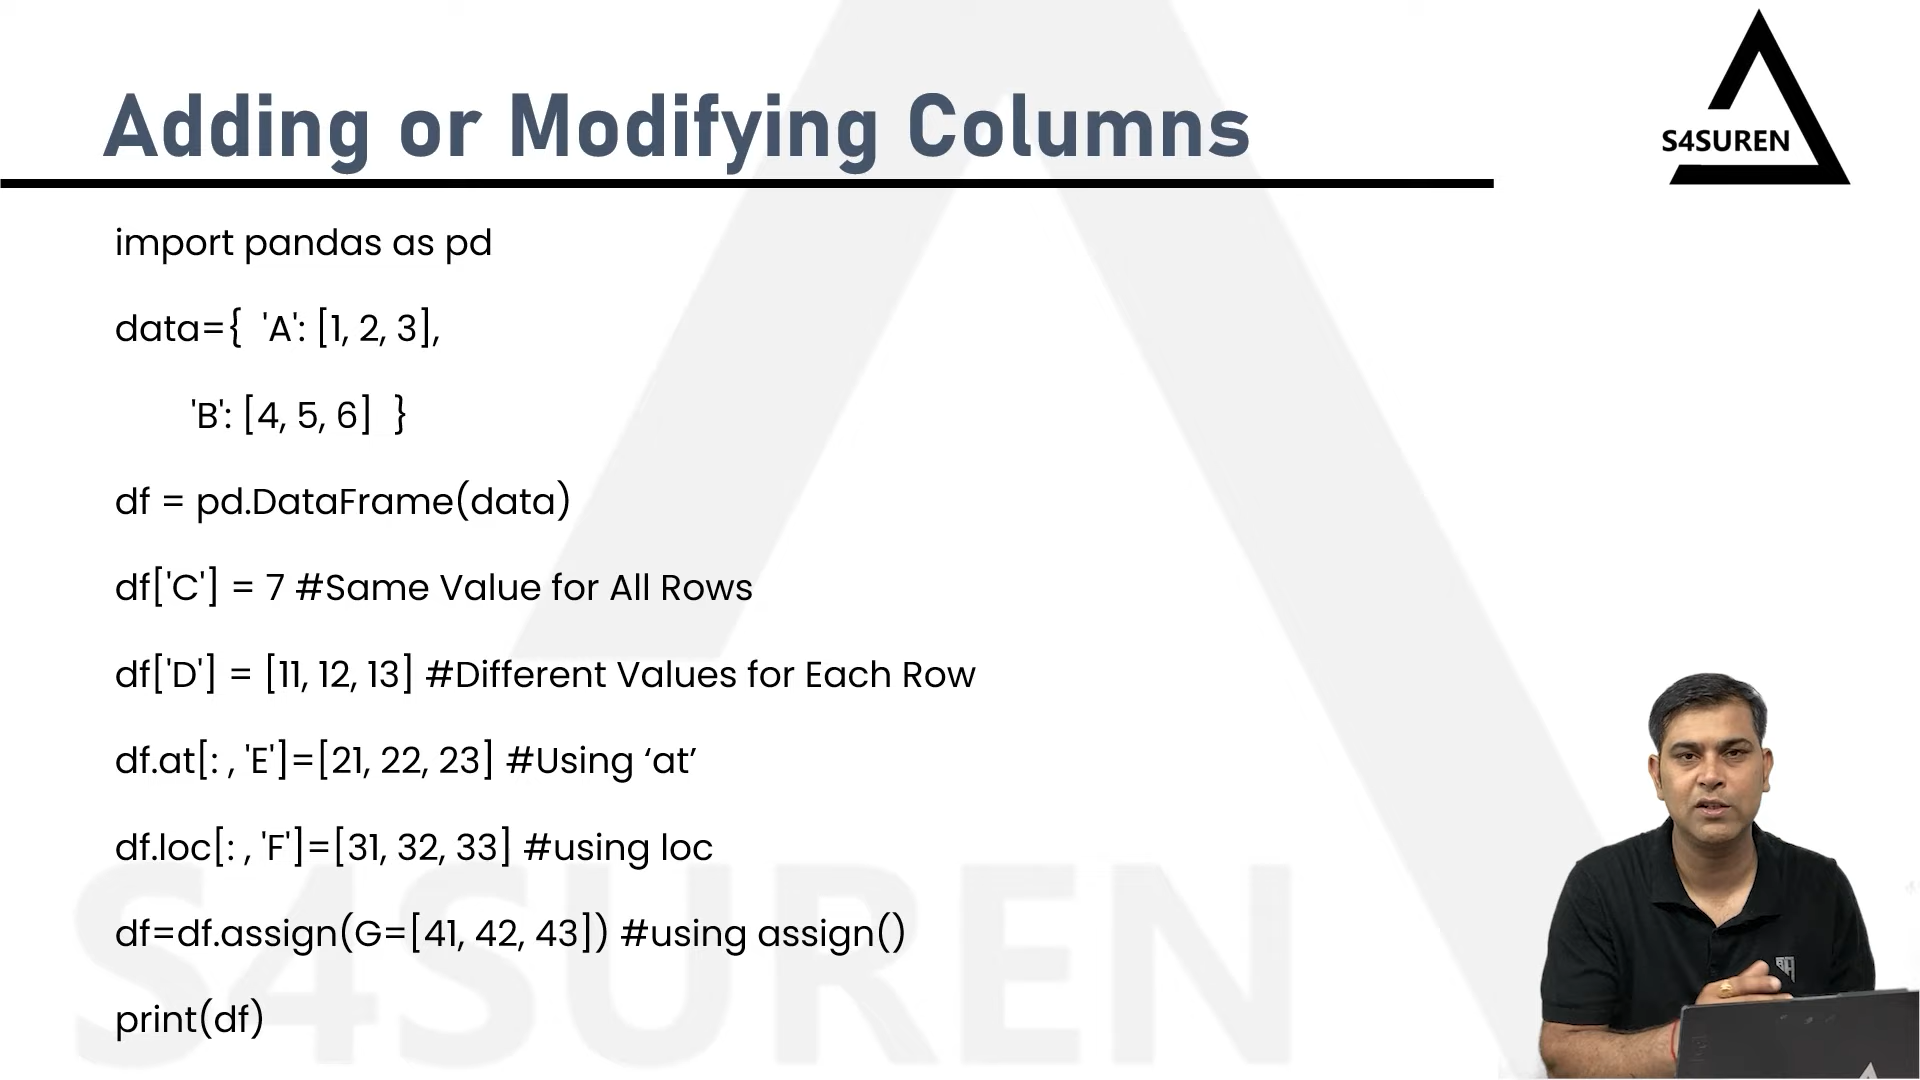 Adding or Modifying Columns
S4SUREN
import pandas as pd
data={  'A': [1, 2, 3],
'B': [4, 5, 6]  }
df = pd.DataFrame(data)
df['C'] = 7 #Same Value for All Rows
df['D'] = [11, 12, 13] #Different Values for Each Row
df.at[: , 'E']=[21, 22, 23] #Using ‘at’
df.loc[: , 'F']=[31, 32, 33] #using loc
df=df.assign(G=[41, 42, 43]) #using assign()
print(df)
S4SUREN